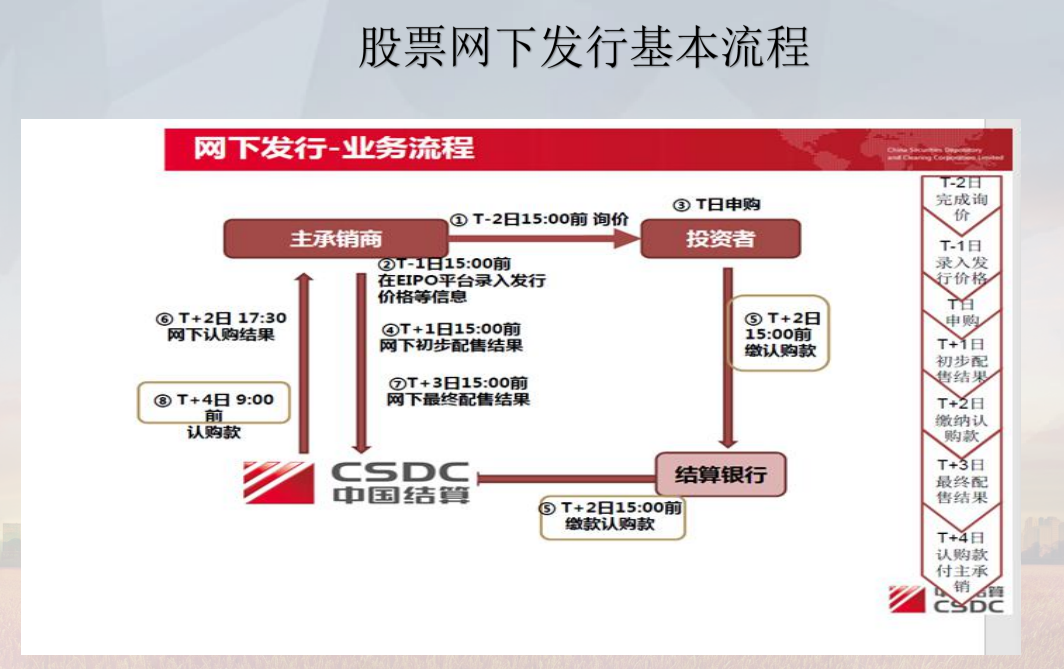 股票网下发行基本流程
网下发行-业务流程
China Securities Depository
and Clearing Corporation Limited
① T-2日15:00前 询价
③ T日申购
主承销商
投资者
②T-1日15:00前
在EIPO平台录入发行
价格等信息
④T+1日15:00前
网下初步配售结果
⑦T+3日15:00前
网下最终配售结果
⑥ T+2日 17:30
网下认购结果
⑧ T+4日 9:00
前
认购款
⑤ T+2日
15:00前
缴认购款
CSDC
中国结算
结算银行
⑤ T+2日15:00前
缴款认购款
T-2日
完成询
价
T-1日
录入发
行价格
T日
申购
T+1日
初步配
售结果
T+2日
缴纳认
购款
T+3日
最终配
售结果
T+4日
认购款
付主承
销
结算
CSDC